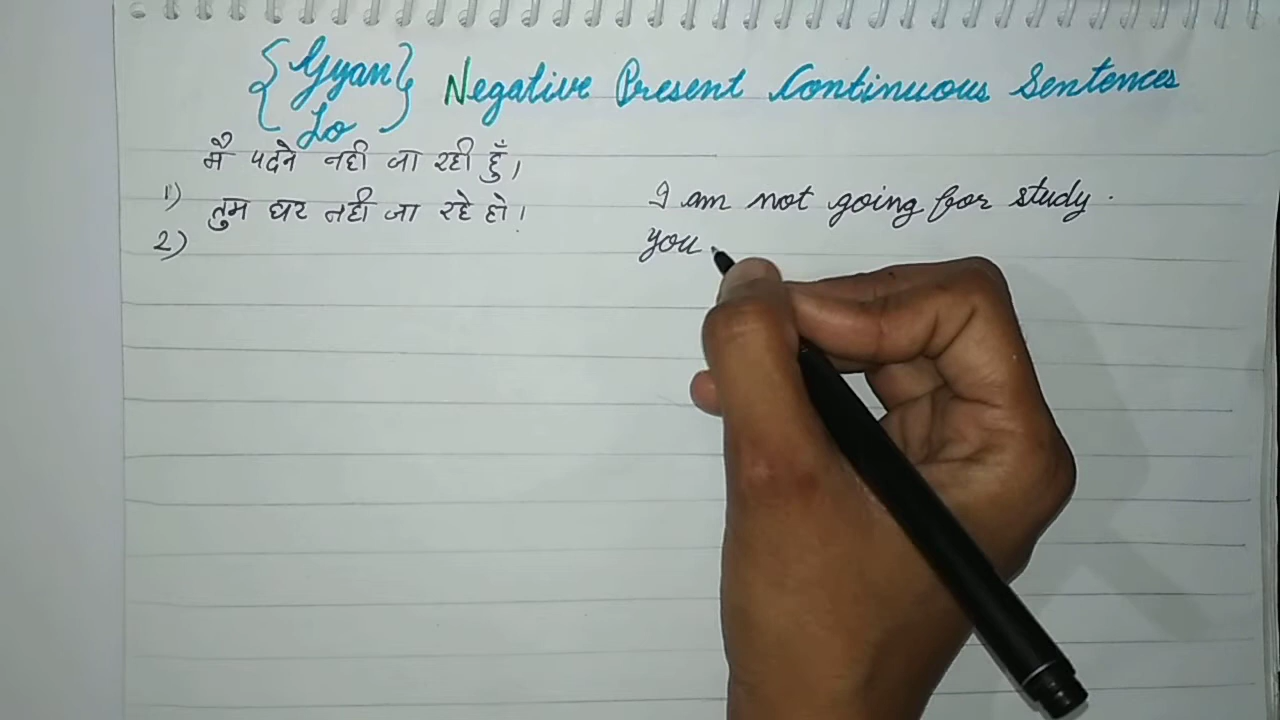 {Gyan Lo} Negative Present Continuous Sentences
1) मै पढने नही जा रही हूँ। I am not going for study.
2) तुम घर नही जा रहे हो। you